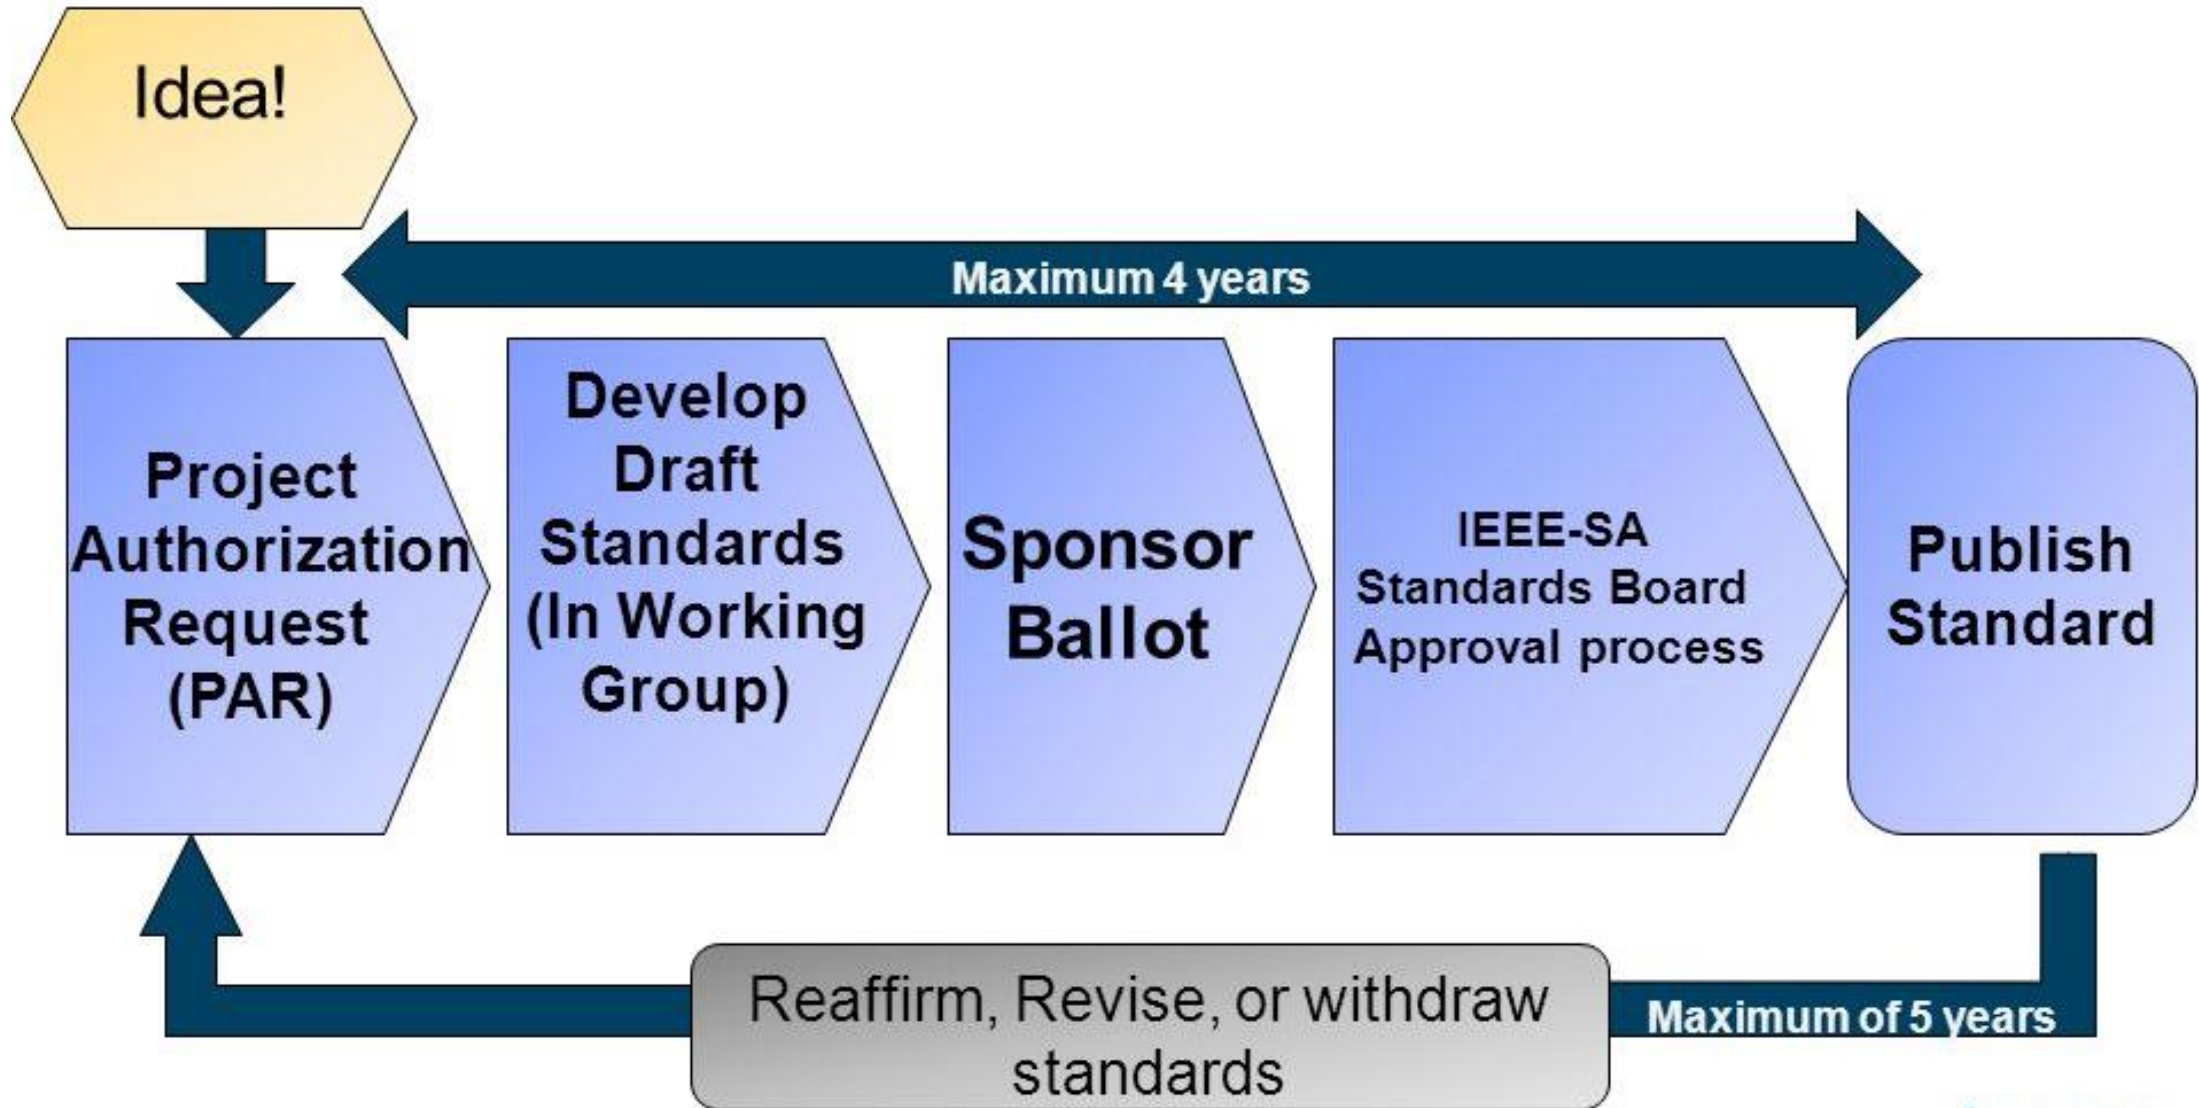 Idea!
Maximum 4 years
Project
Authorization
Request
(PAR)
Develop
Draft
Standards
(In Working
Group)
Sponsor
Ballot
IEEE-SA
Standards Board
Approval process
Publish
Standard
Reaffirm, Revise, or withdraw
standards
Maximum of 5 years